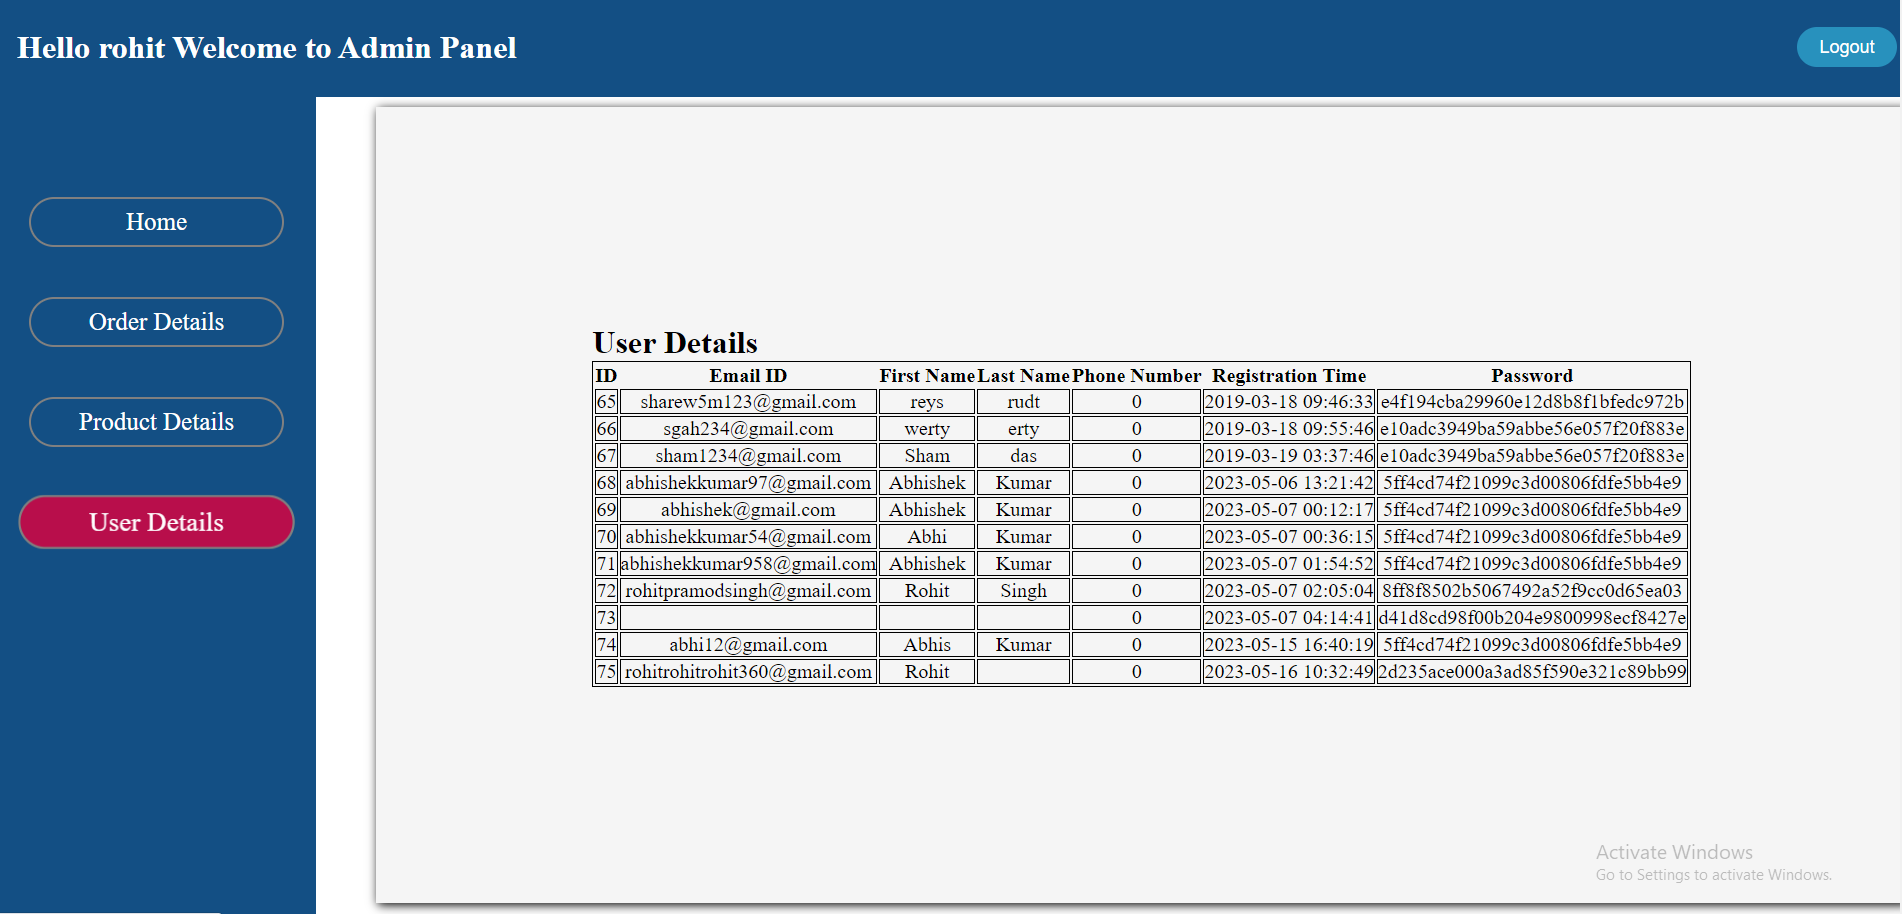 Hello rohit Welcome to Admin Panel
Logout
Home
Order Details
Product Details
User Details
User Details
ID Email ID First Name Last Name Phone Number Registration Time Password
65 sharew5m123@gmail.com reys rudt 0 2019-03-18 09:46:33 e4f194cba29960e12d8b8f1bfedc972b
66 sgah234@gmail.com werty erty 0 2019-03-18 09:55:46 e10adc3949ba59abbe56e057f20f883e
67 sham1234@gmail.com Sham das 0 2019-03-19 03:37:46 e10adc3949ba59abbe56e057f20f883e
68 abhishekkumar97@gmail.com Abhishek Kumar 0 2023-05-06 13:21:42 5ff4cd74f21099c3d00806fdfe5bb4e9
69 abhishek@gmail.com Abhishek Kumar 0 2023-05-07 00:12:17 5ff4cd74f21099c3d00806fdfe5bb4e9
70 abhishekkumar54@gmail.com Abhi Kumar 0 2023-05-07 00:36:15 5ff4cd74f21099c3d00806fdfe5bb4e9
71 abhishekkumar958@gmail.com Abhishek Kumar 0 2023-05-07 01:54:52 5ff4cd74f21099c3d00806fdfe5bb4e9
72 rohitpramodsingh@gmail.com Rohit Singh 0 2023-05-07 02:05:04 8ff8f8502b5067492a52f9cc0d65ea03
73 0 2023-05-07 04:14:41 d41d8cd98f00b204e9800998ecf8427e
74 abhi12@gmail.com Abhis Kumar 0 2023-05-15 16:40:19 5ff4cd74f21099c3d00806fdfe5bb4e9
75 rohitrohitrohit360@gmail.com Rohit 0 2023-05-16 10:32:49 2d235ace000a3ad85f590e321c89bb99
Activate Windows
Go to Settings to activate Windows.